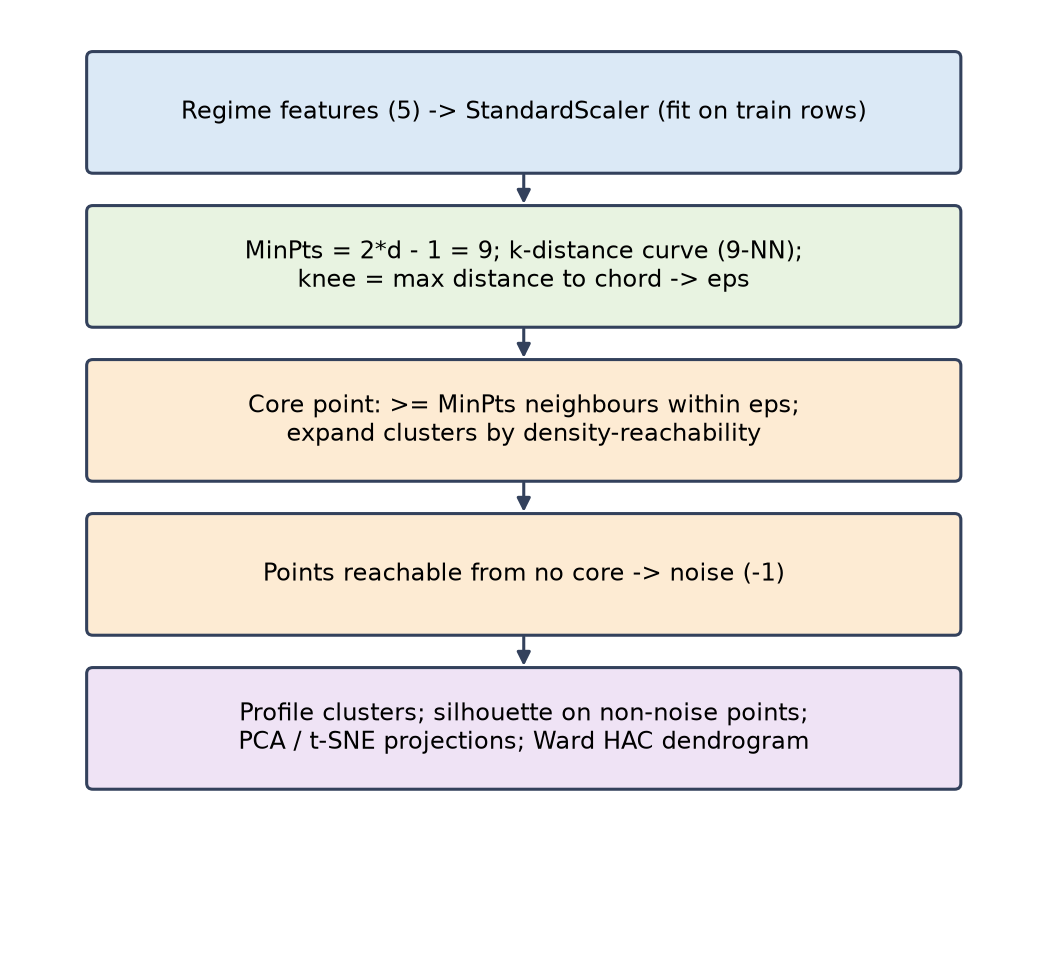 Regime features (5) -> StandardScaler (fit on train rows)
MinPts = 2*d - 1 = 9; k-distance curve (9-NN);
knee = max distance to chord -> eps
Core point: >= MinPts neighbours within eps;
expand clusters by density-reachability
Points reachable from no core -> noise (-1)
Profile clusters; silhouette on non-noise points;
PCA / t-SNE projections; Ward HAC dendrogram